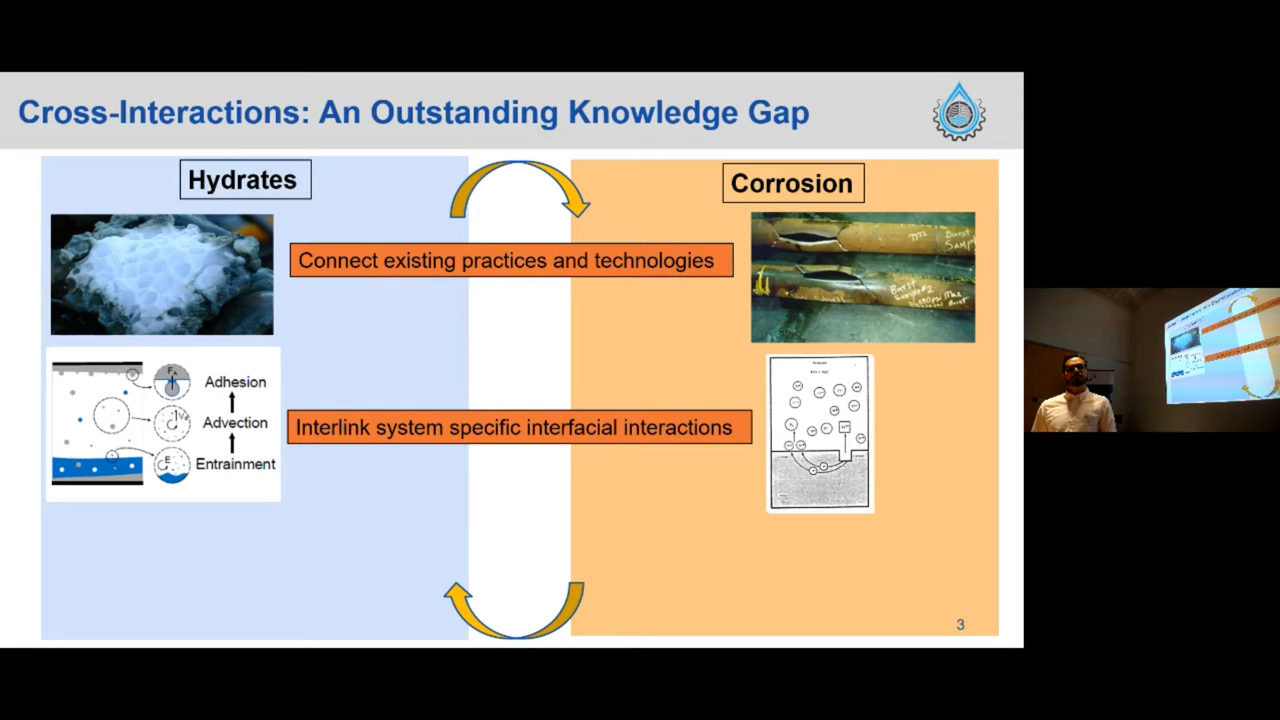 Cross-Interactions: An Outstanding Knowledge Gap
Hydrates
Corrosion
Connect existing practices and technologies
Burst
Adhesion
Advection
Entrainment
Interlink system specific interfacial interactions
3